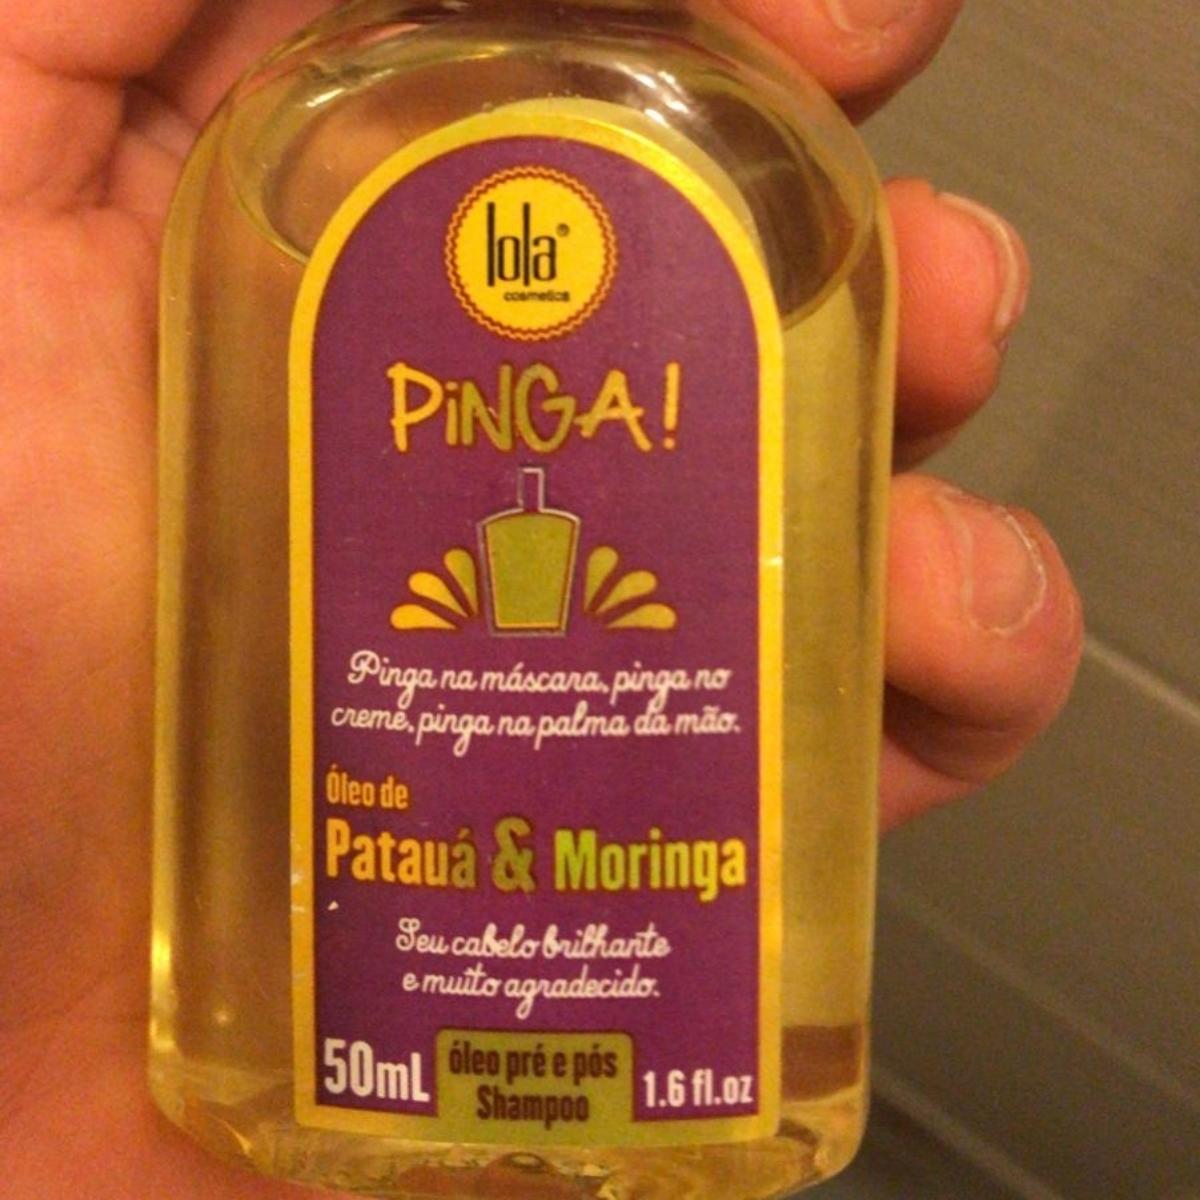 lola®
cosmetics
PiNGA!
Pinga na máscara, pinga no
creme, pinga na palma da mão.
Óleo de
Patauá & Moringa
Seu cabelo brilhante
e muito agradecido.
50mL
óleo pré e pós
Shampoo
1.6 fl.oz